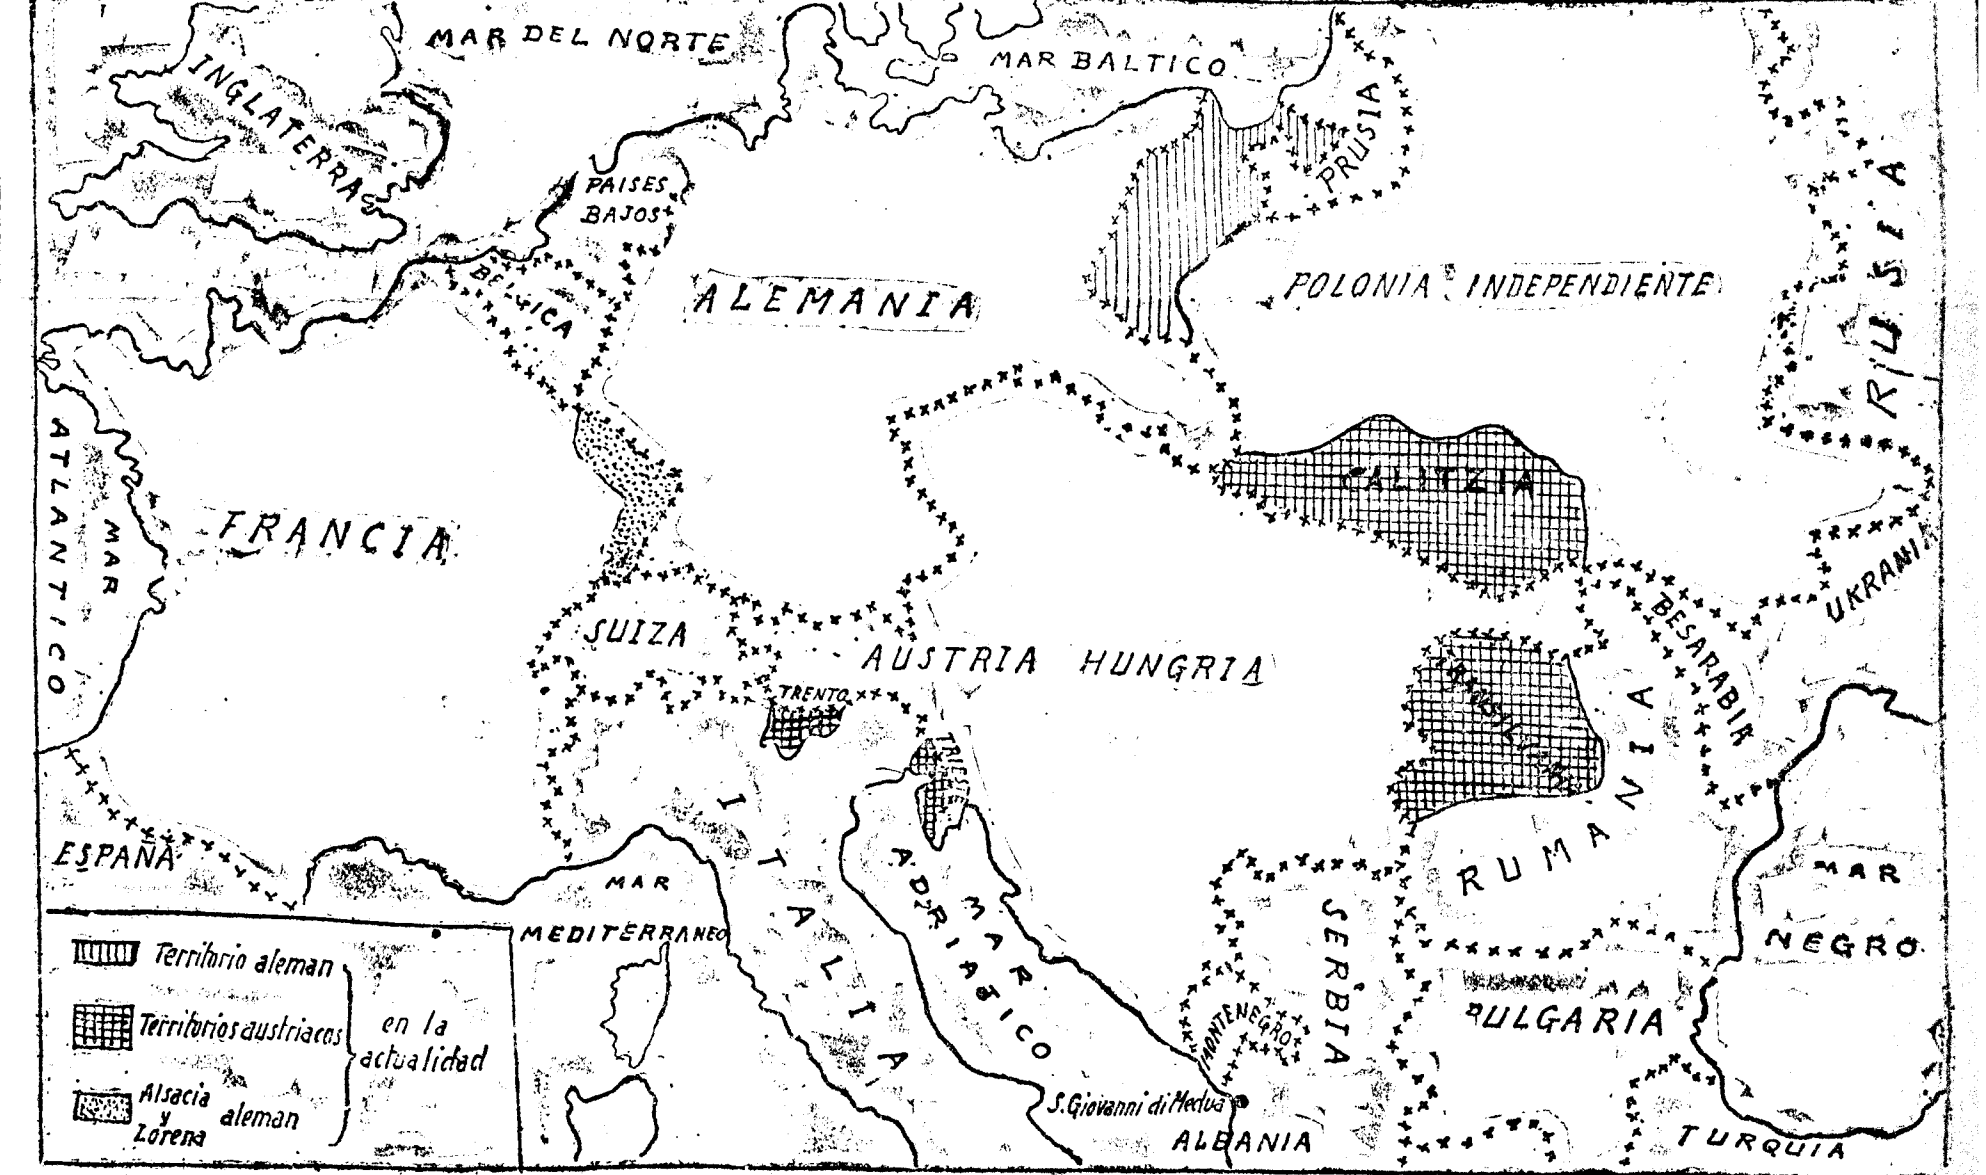 MAR DEL NORTE
MAR BALTICO
INGLATERRA
PAISES
BAJOS
PRUSIA
RUSIA
BELGICA
ALEMANIA
POLONIA INDEPENDIENTE
MAR
ATLANTICO
FRANCIA
CALITZIA
UKRANIA
SUIZA
AUSTRIA HUNGRIA
BESARABIA
TRENTO
TRIESTE
RUMANIA
ESPAÑA
ITALIA
MAR
MEDITERRANEO
MAR
ADRIATICO
SERBIA
MONTENEGRO
MAR
NEGRO
BULGARIA
S. Giovanni di Medua
ALBANIA
TURQUIA
Territorio aleman
Territorios austriacos
en la
actualidad
Alsacia
y
Lorena
aleman